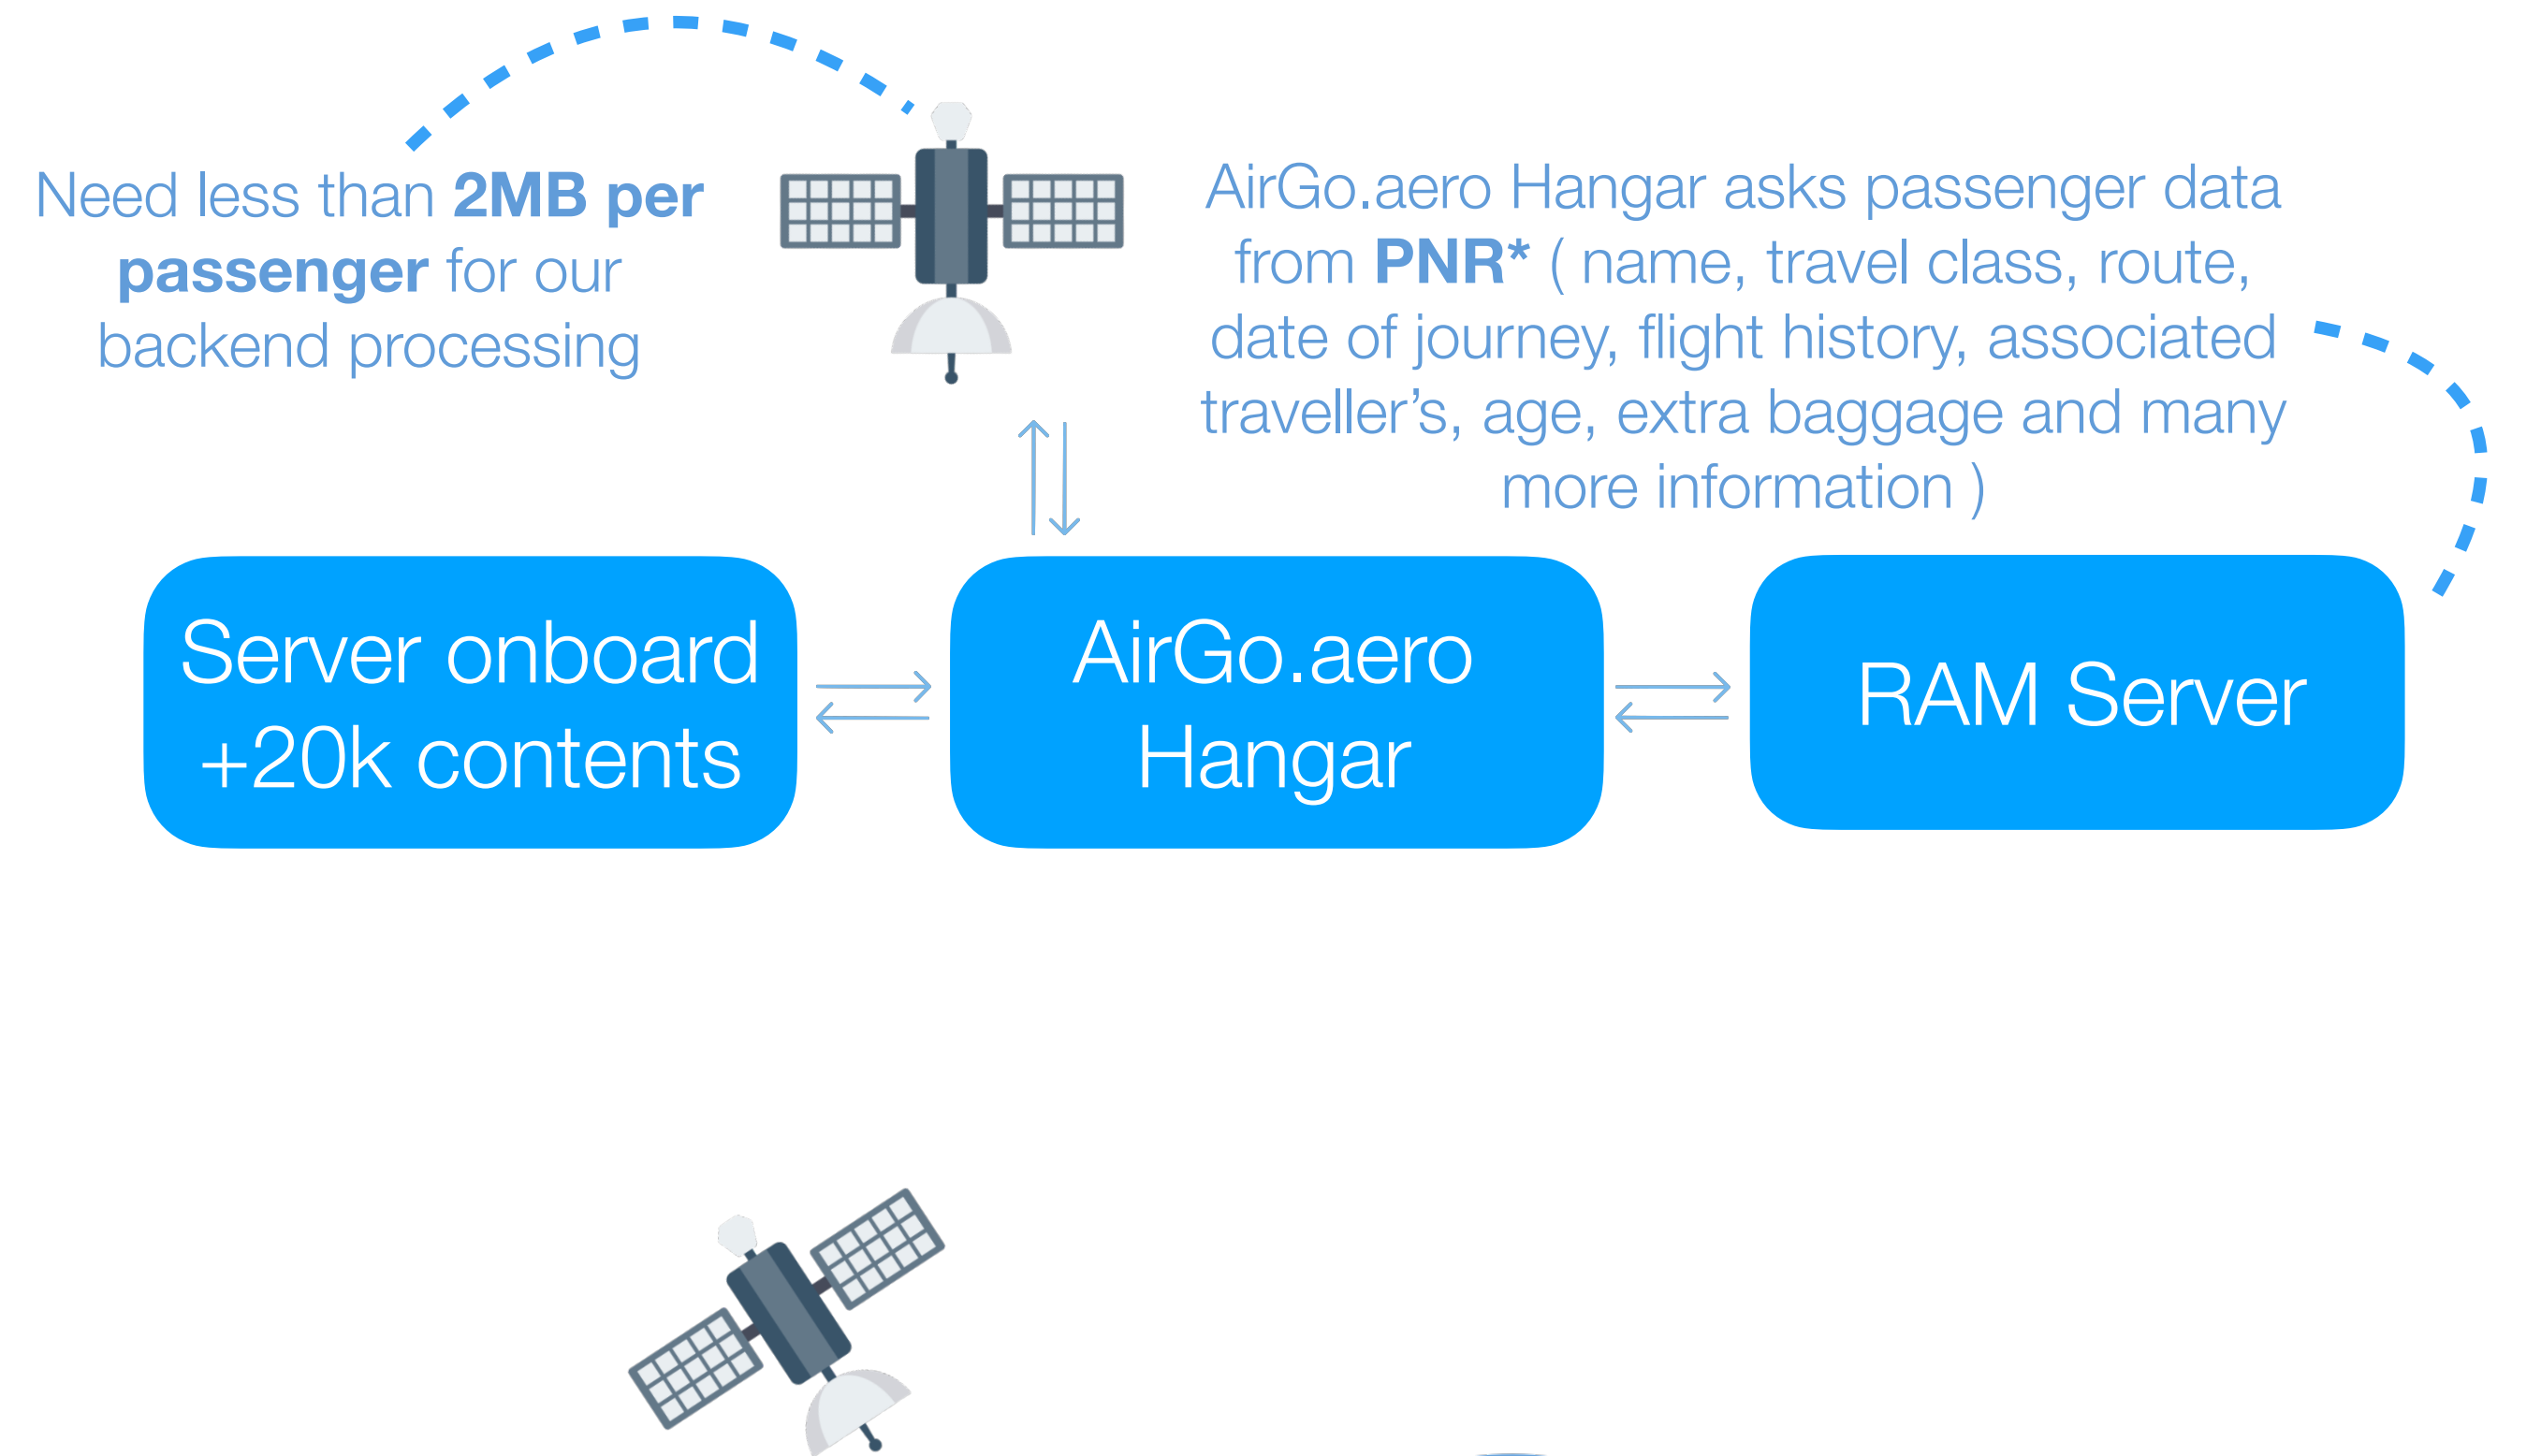 Need less than 2MB per
passenger for our
backend processing
AirGo.aero Hangar asks passenger data
from PNR* ( name, travel class, route,
date of journey, flight history, associated
traveller’s, age, extra baggage and many
more information )
Server onboard
+20k contents
AirGo.aero
Hangar
RAM Server